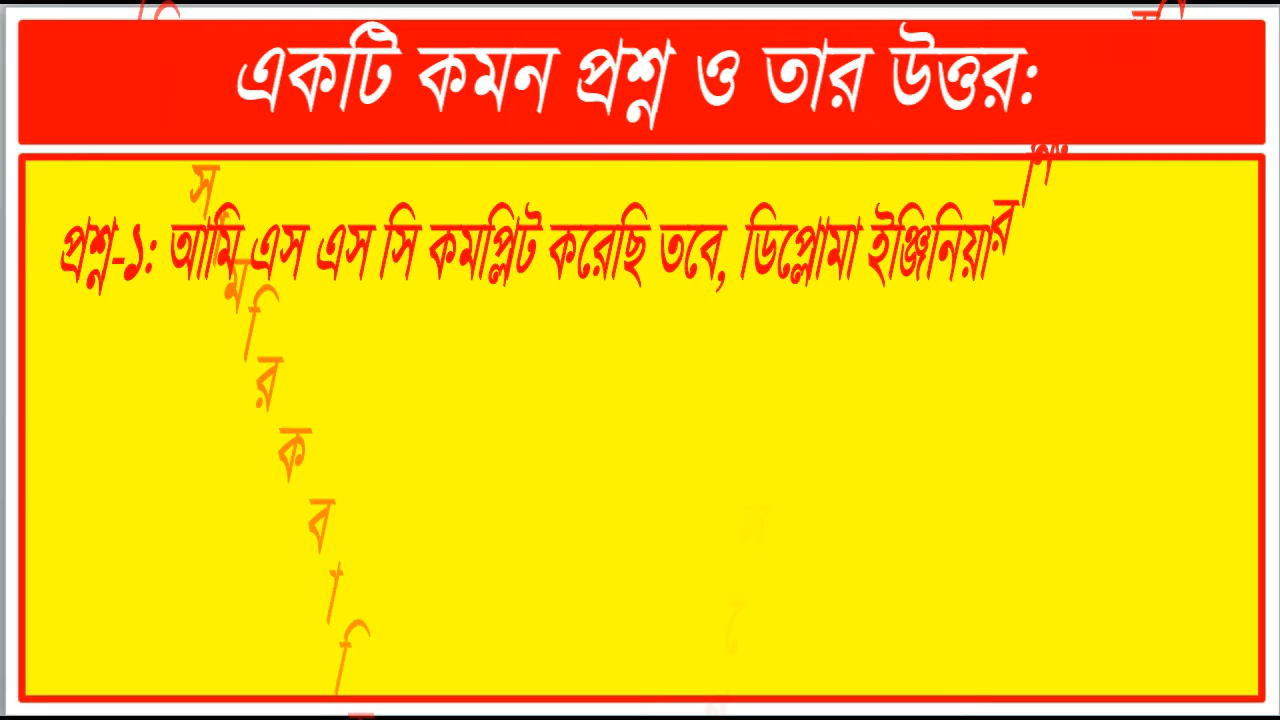 একটি কমন প্রশ্ন ও তার উত্তর:
প্রশ্ন-১: আমি এস এস সি কমপ্লিট করেছি তবে, ডিপ্লোমা ইঞ্জিনিয়ার